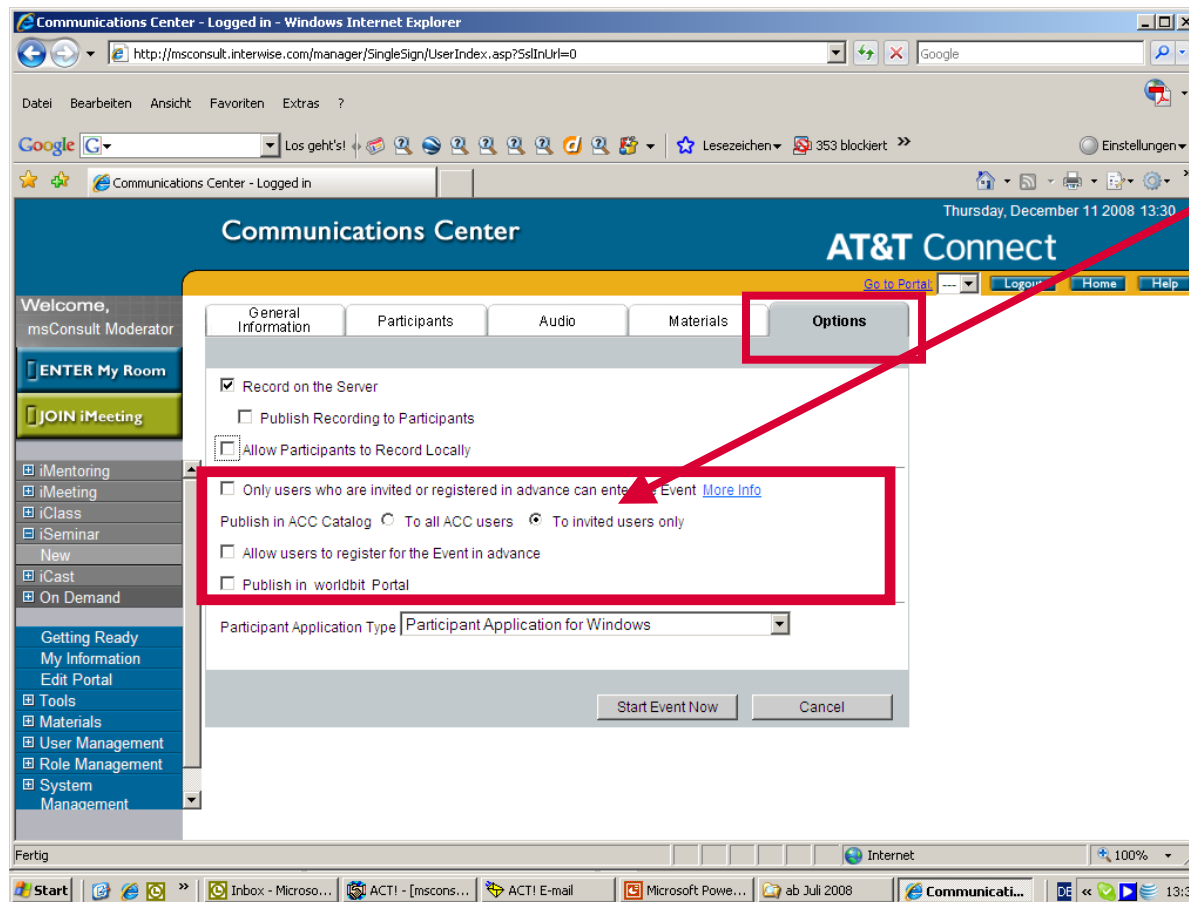 Communications Center - Logged in - Windows Internet Explorer
http://msconsult.interwise.com/manager/SingleSign/UserIndex.asp?SslInUrl=0
Google
Datei Bearbeiten Ansicht Favoriten Extras ?
Google G Los geht's! Lesezeichen 353 blockiert Einstellungen
Communications Center - Logged in
Thursday, December 11 2008 13:30
Communications Center
AT&T Connect
Go to Portal: --- Logout Home Help
Welcome,
msConsult Moderator
ENTER My Room
JOIN iMeeting
iMentoring
iMeeting
iClass
iSeminar
New
iCast
On Demand
Getting Ready
My Information
Edit Portal
Tools
Materials
User Management
Role Management
System
Management
General
Information
Participants
Audio
Materials
Options
Record on the Server
Publish Recording to Participants
Allow Participants to Record Locally
Only users who are invited or registered in advance can enter Event More Info
Publish in ACC Catalog To all ACC users To invited users only
Allow users to register for the Event in advance
Publish in worldbit Portal
Participant Application Type Participant Application for Windows
Start Event Now Cancel
Fertig Internet 100%
Start Inbox - Microso... ACT! - [mscons... ACT! E-mail Microsoft Powe... ab Juli 2008 Communicati... DE « 13:3